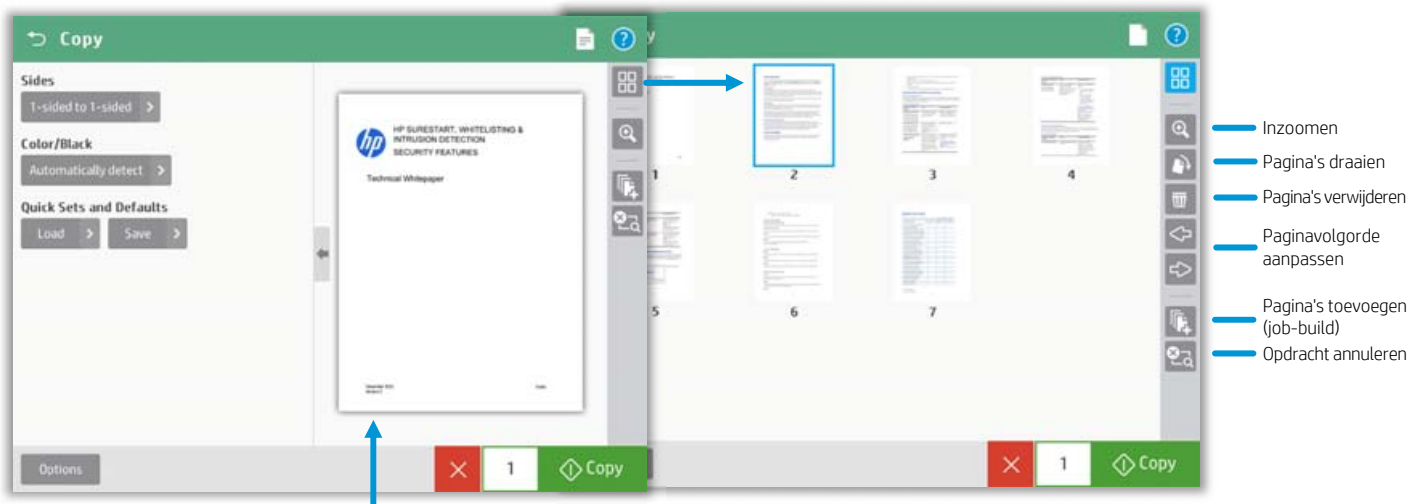 Copy
Sides
1-sided to 1-sided
Color/Black
Automatically detect
Quick Sets and Defaults
Load
Save
Options
hp
HP SURESTART, WHITELISTING &
INTRUSION DETECTION
SECURITY FEATURES
Technical Whitepaper
1
Copy
?
y
?
1
2
3
4
5
6
7
1
Copy
Inzoomen
Pagina's draaien
Pagina's verwijderen
Paginavolgorde
aanpassen
Pagina's toevoegen
(job-build)
Opdracht annuleren